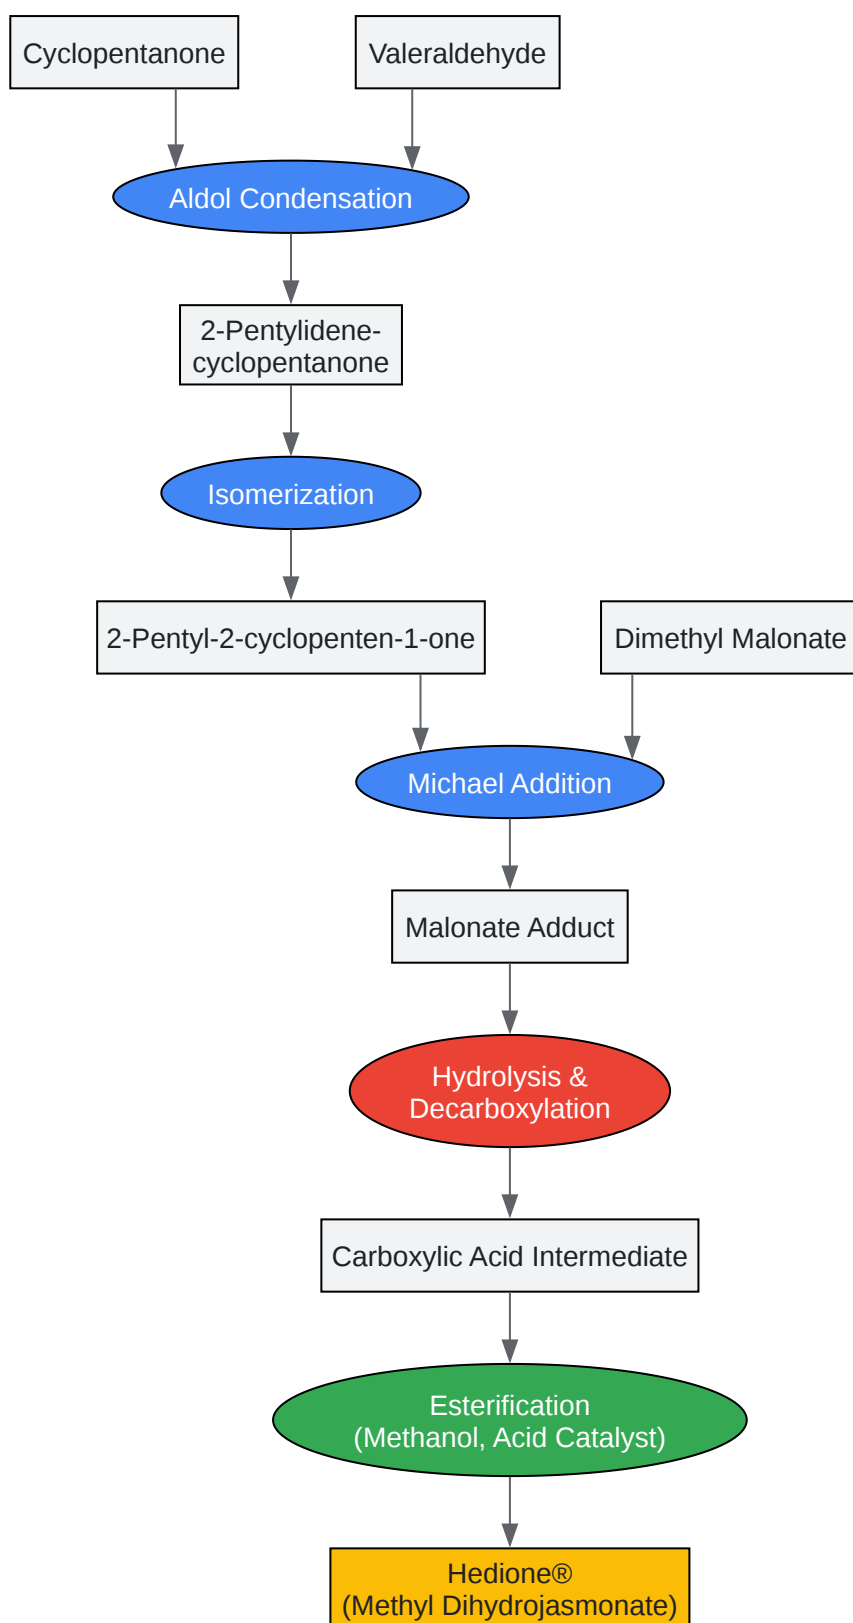 Cyclopentanone
Valeraldehyde
Aldol Condensation
2-Pentylidene-
cyclopentanone
Isomerization
2-Pentyl-2-cyclopenten-1-one
Dimethyl Malonate
Michael Addition
Malonate Adduct
Hydrolysis &
Decarboxylation
Carboxylic Acid Intermediate
Esterification
(Methanol, Acid Catalyst)
Hedione®
(Methyl Dihydrojasmonate)